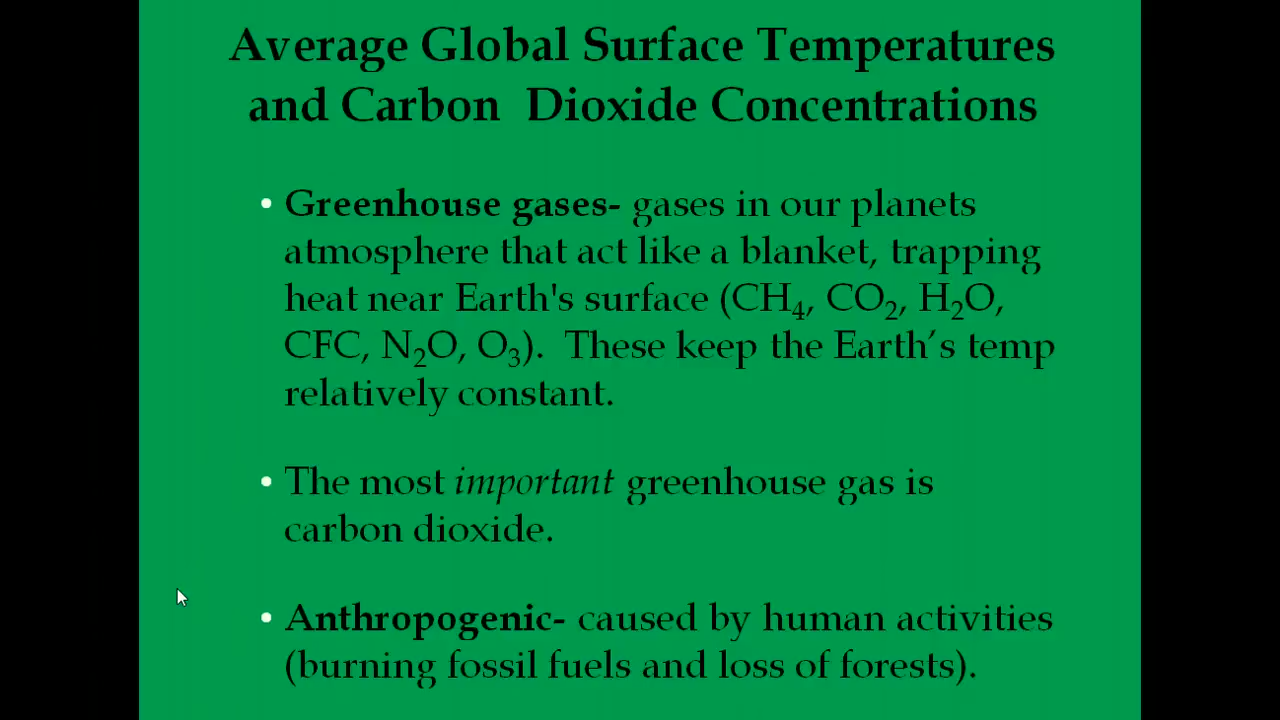 Average Global Surface Temperatures
and Carbon Dioxide Concentrations
• Greenhouse gases- gases in our planets
atmosphere that act like a blanket, trapping
heat near Earth's surface (CH₄, CO₂, H₂O,
CFC, N₂O, O₃). These keep the Earth’s temp
relatively constant.
• The most important greenhouse gas is
carbon dioxide.
• Anthropogenic- caused by human activities
(burning fossil fuels and loss of forests).